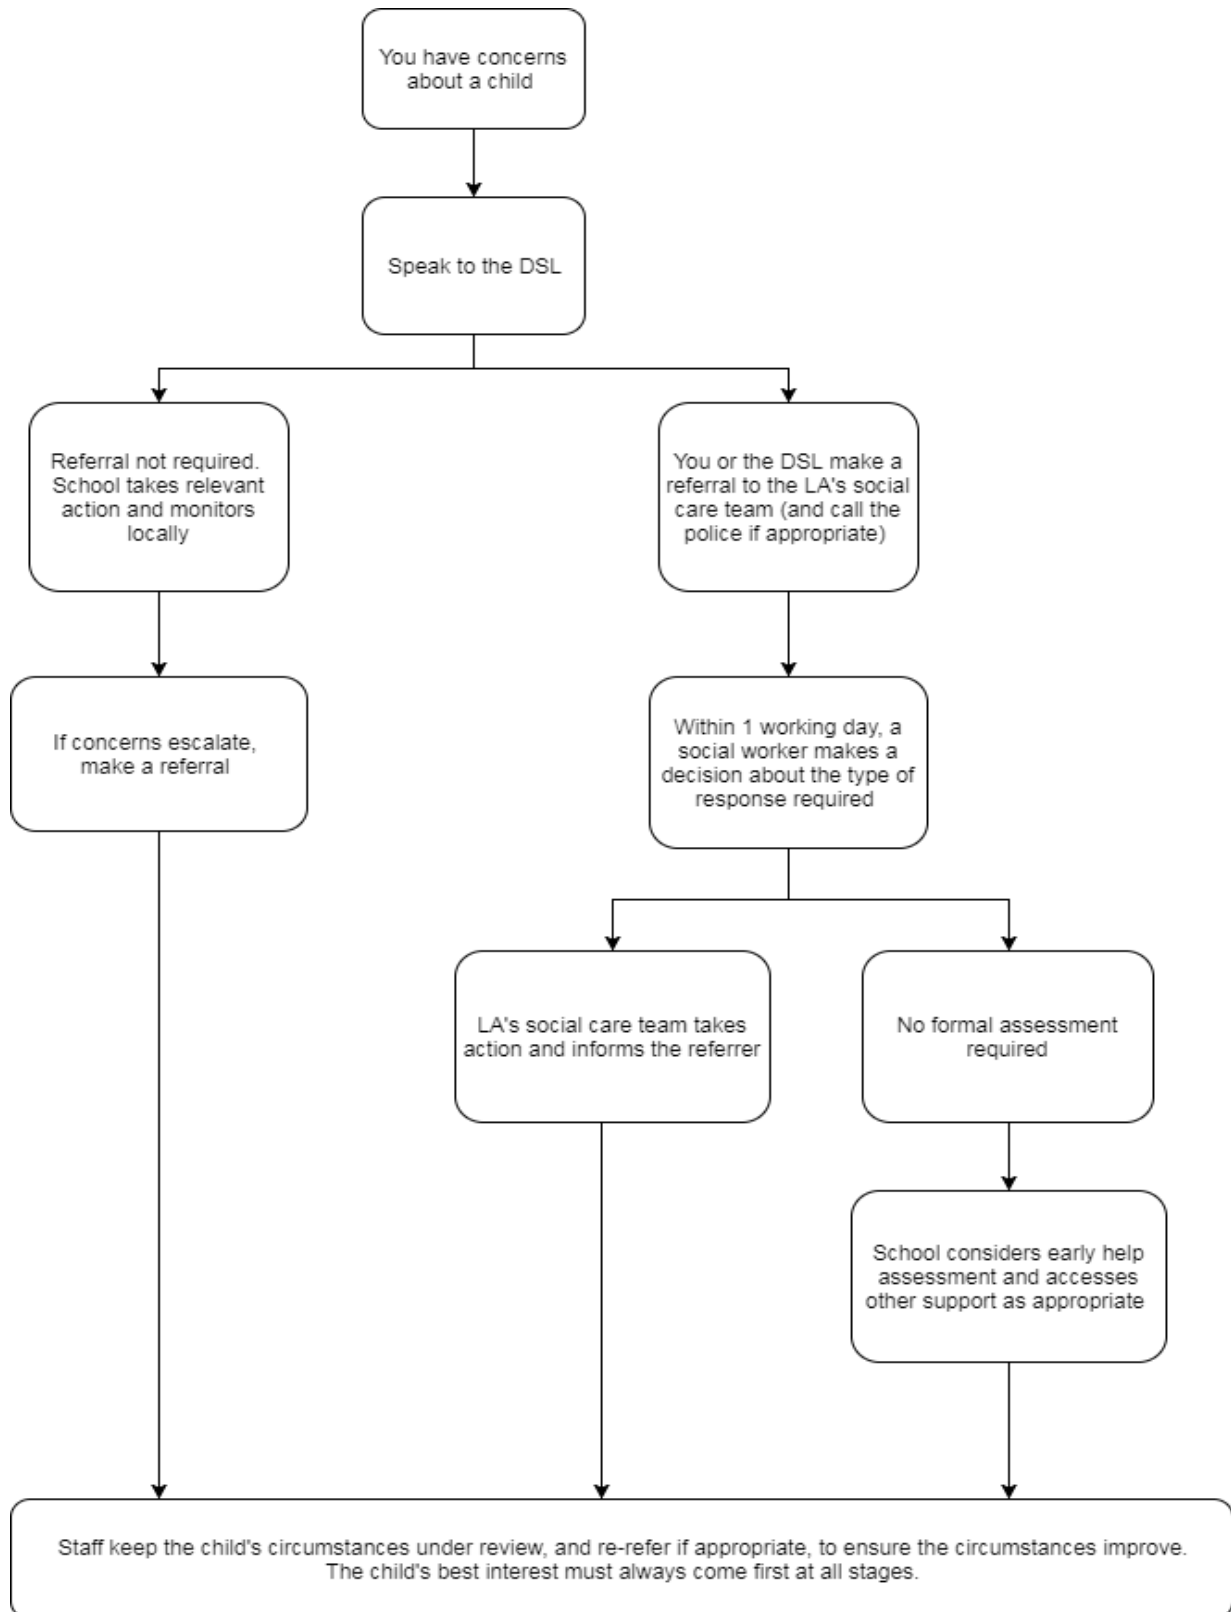 You have concerns
about a child
Speak to the DSL
Referral not required.
School takes relevant
action and monitors
locally
You or the DSL make a
referral to the LA's social
care team (and call the
police if appropriate)
If concerns escalate,
make a referral
Within 1 working day, a
social worker makes a
decision about the type of
response required
LA's social care team takes
action and informs the referrer
No formal assessment
required
School considers early help
assessment and accesses
other support as appropriate
Staff keep the child's circumstances under review, and re-refer if appropriate, to ensure the circumstances improve.
The child's best interest must always come first at all stages.